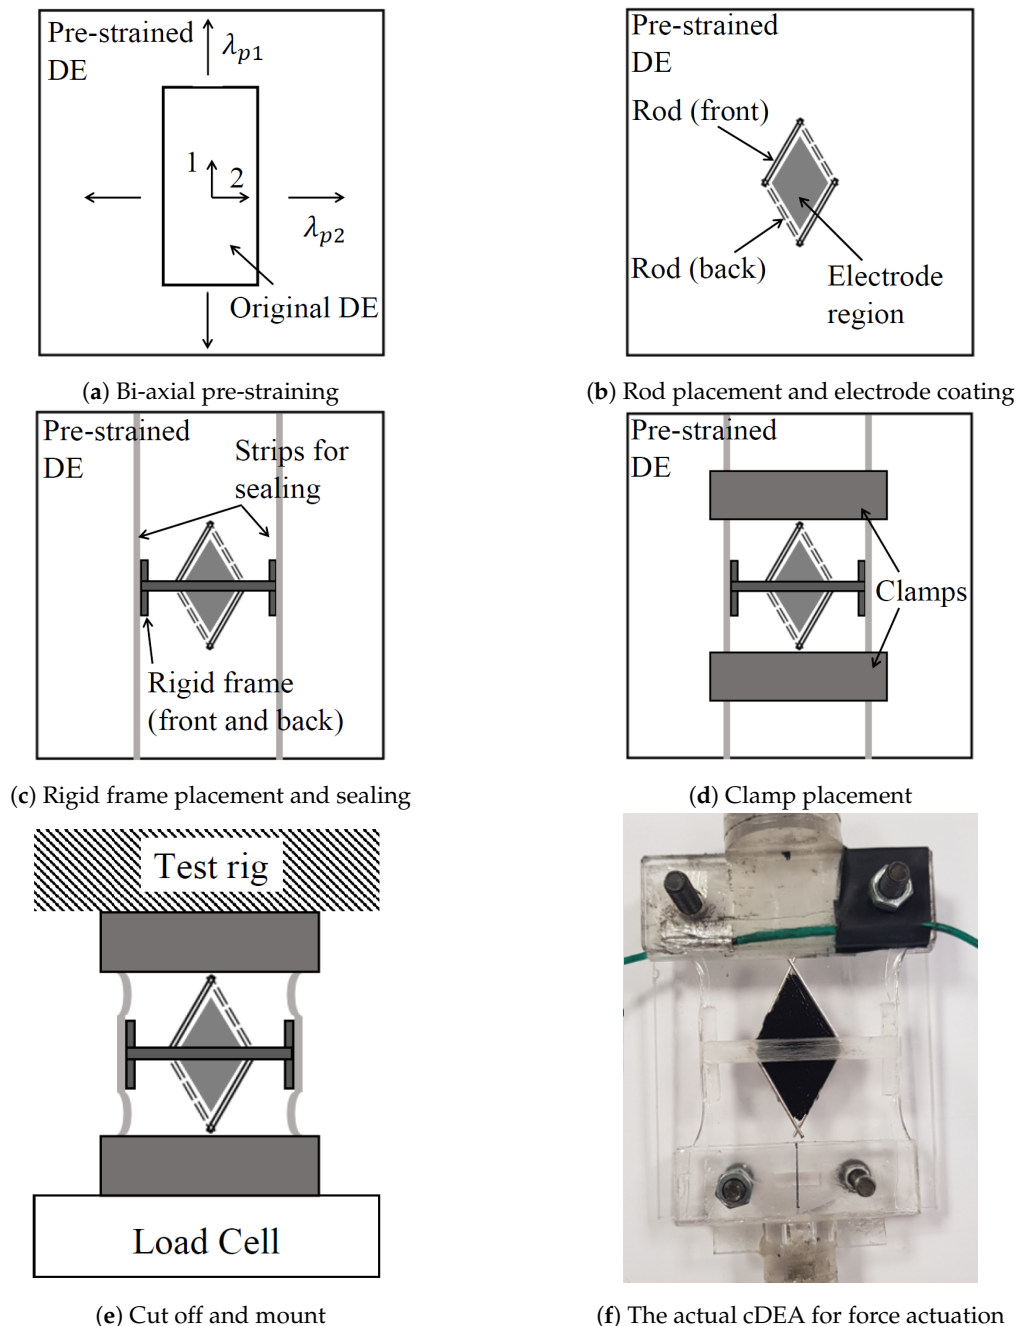 Pre-strained
DE
λp1
1
2
λp2
Original DE
(a) Bi-axial pre-straining
Pre-strained
DE
Rod (front)
Rod (back)
Electrode
region
(b) Rod placement and electrode coating
Pre-strained
DE
Strips for
sealing
Rigid frame
(front and back)
(c) Rigid frame placement and sealing
Pre-strained
DE
Clamps
(d) Clamp placement
Test rig
Load Cell
(e) Cut off and mount
(f) The actual cDEA for force actuation